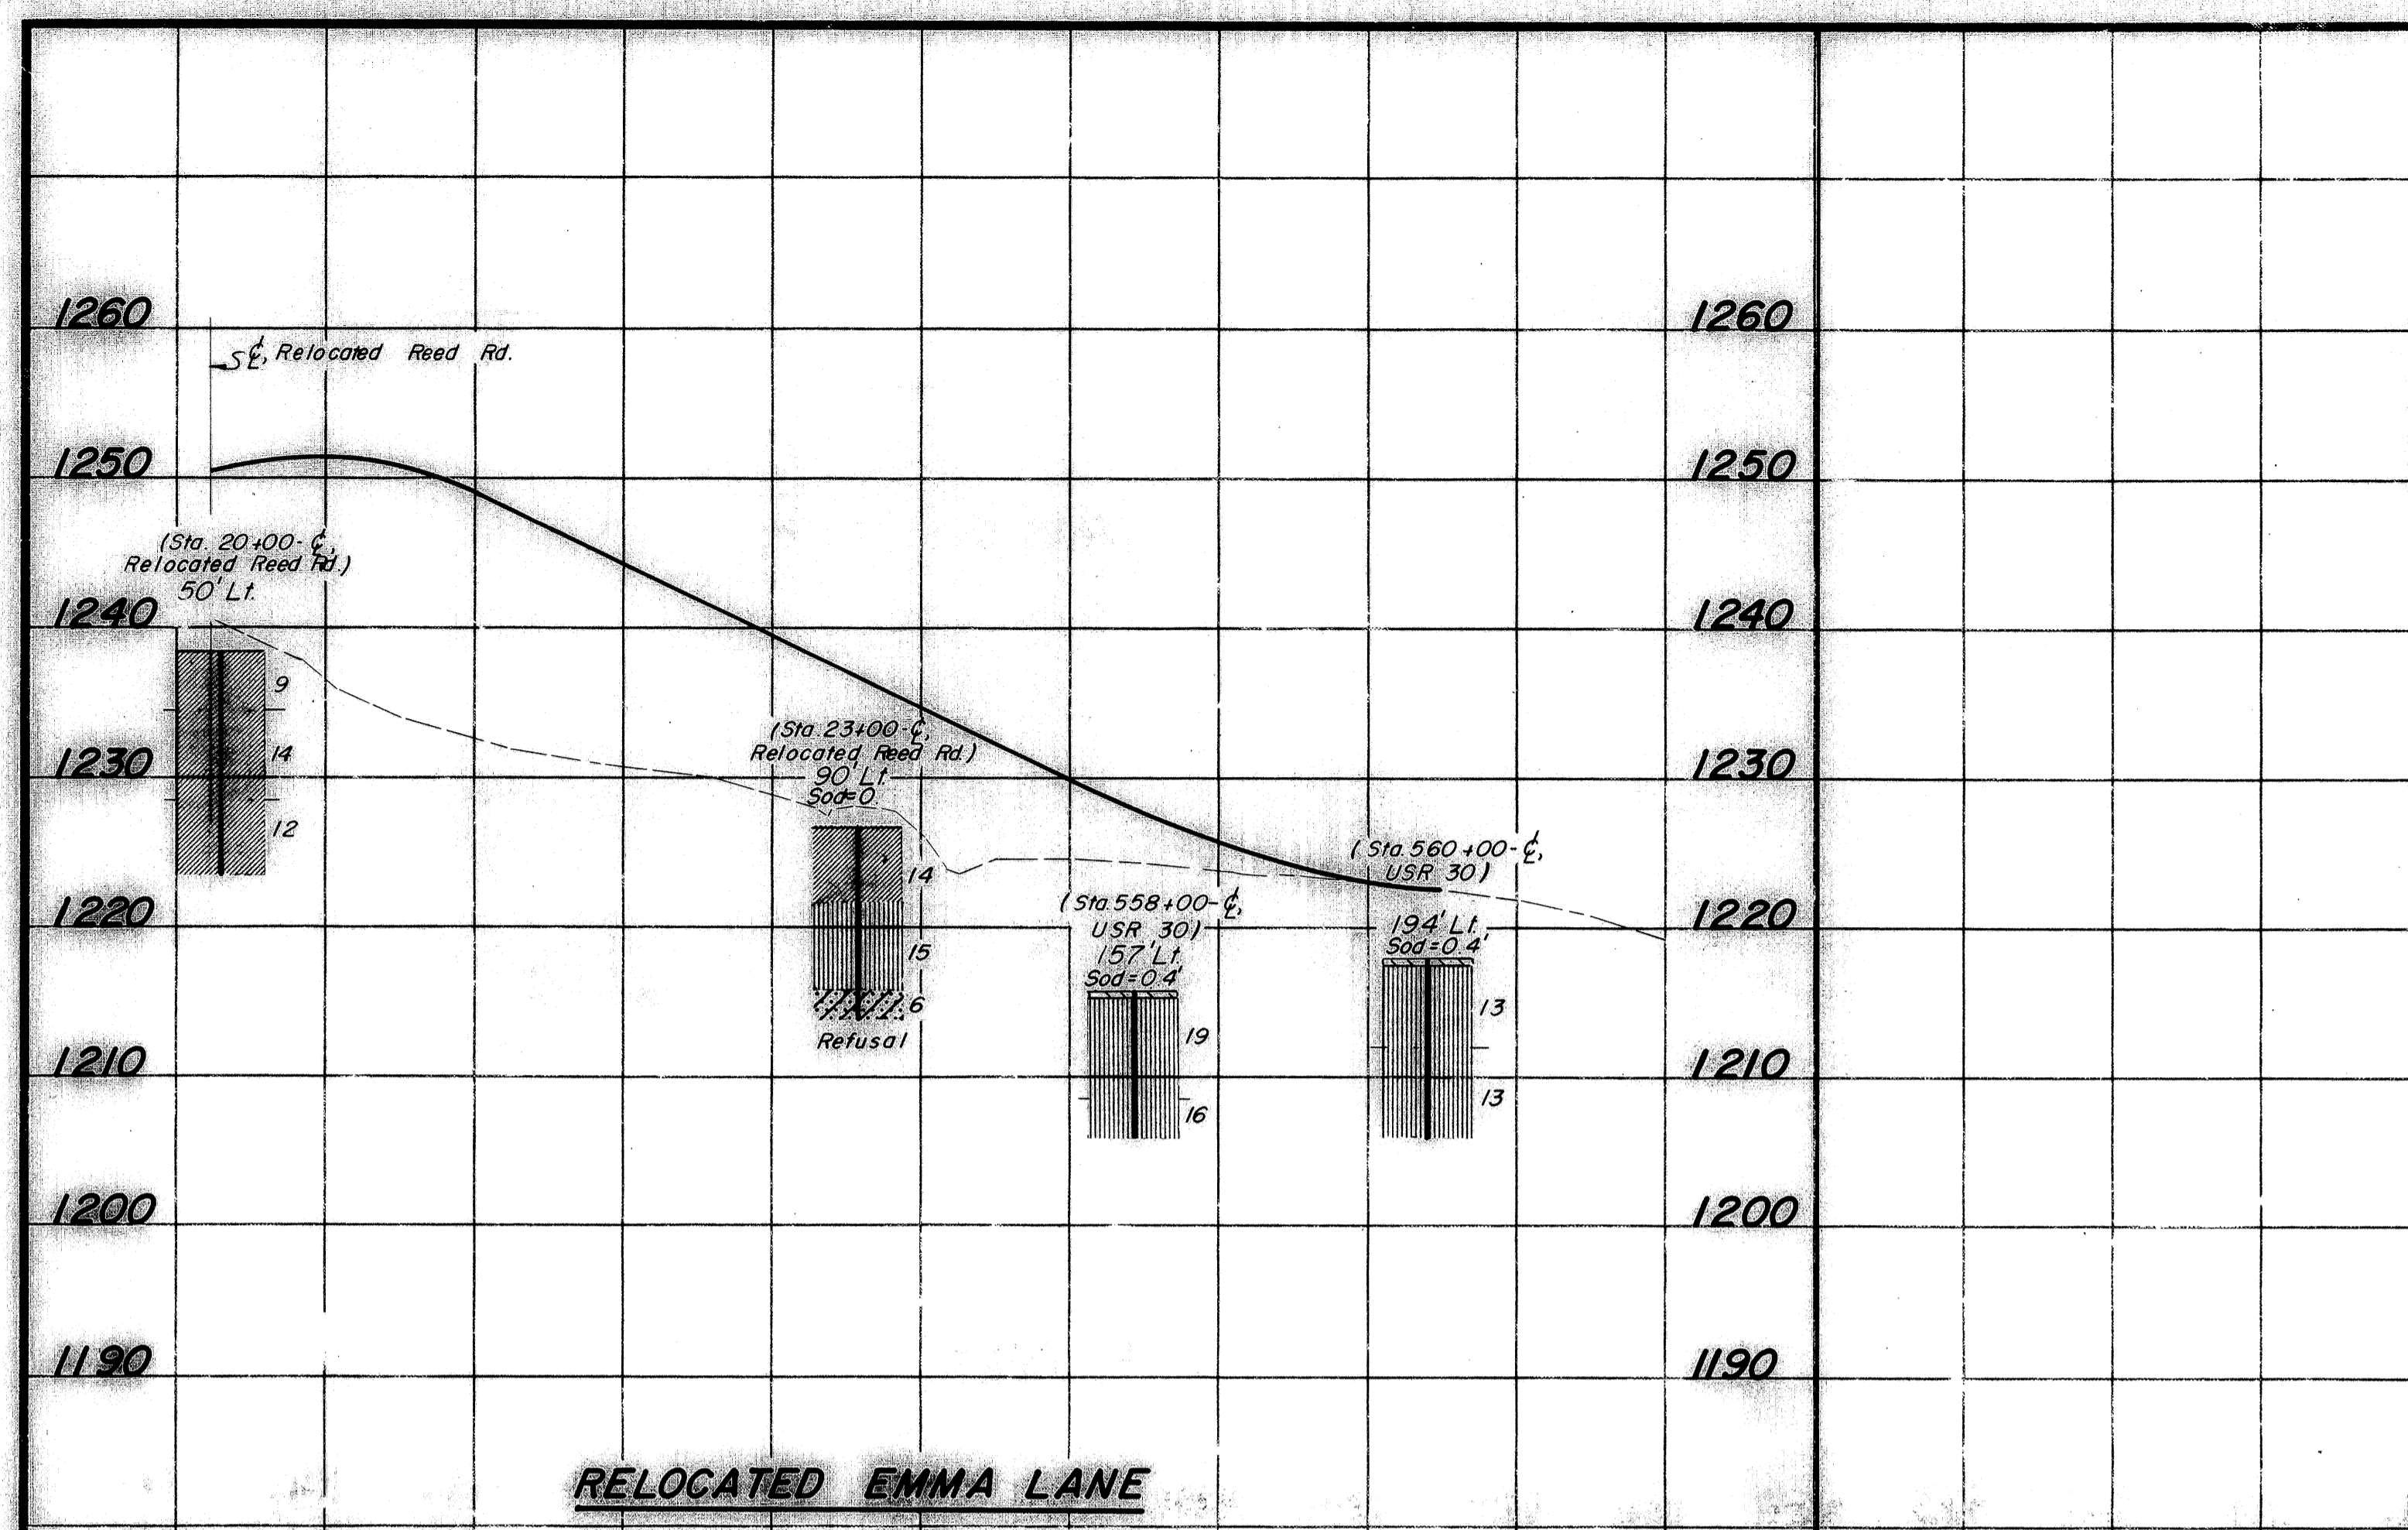 1260 1260
S ℄, Relocated Reed Rd.
1250 1250
(Sta. 20+00-℄,
Relocated Reed Rd.)
50' Lt.
1240 1240
9
14
12
(Sta. 23+00-℄,
Relocated Reed Rd.)
90' Lt.
Sod=0
1230 1230
14
15
6
Refusal
(Sta. 558+00-℄,
USR 30)
157' Lt.
Sod=0.4'
19
16
(Sta. 560+00-℄,
USR 30)
194' Lt.
Sod=0.4'
13
13
1220 1220
1210 1210
1200 1200
1190 1190
RELOCATED EMMA LANE